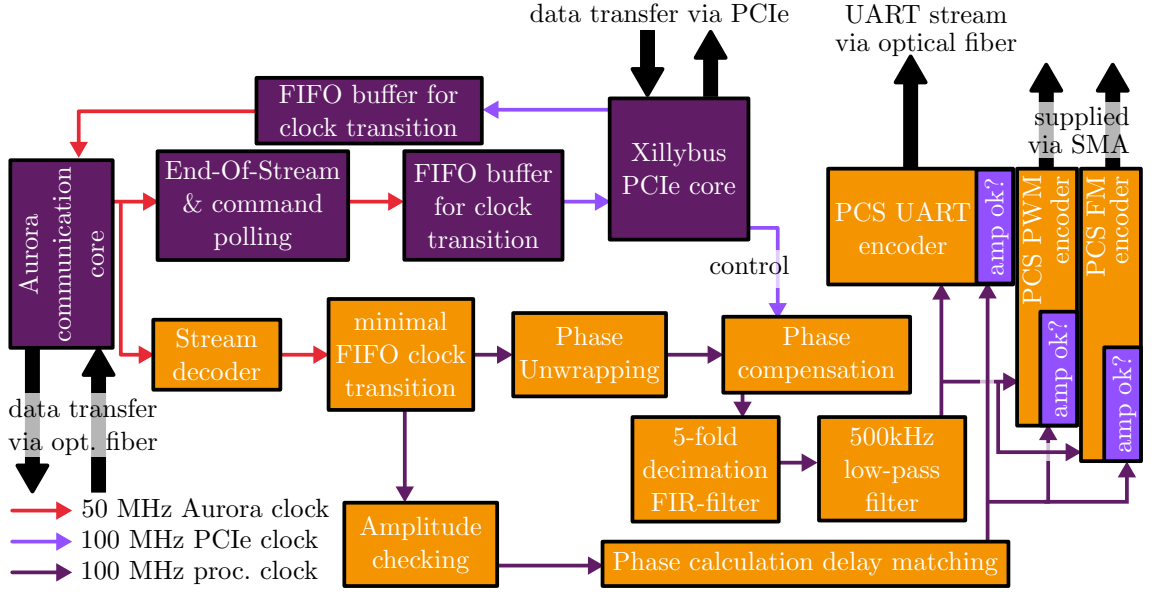 data transfer via PCIe
UART stream
via optical fiber
FIFO buffer for
clock transition
supplied
via SMA
Aurora
communication
core
End-Of-Stream
& command
polling
FIFO buffer
for clock
transition
Xillybus
PCIe core
PCS UART
encoder
amp ok?
PCS PWM
encoder
amp ok?
PCS FM
encoder
amp ok?
control
Stream
decoder
minimal
FIFO clock
transition
Phase
Unwrapping
Phase
compensation
data transfer
via opt. fiber
5-fold
decimation
FIR-filter
500kHz
low-pass
filter
50 MHz Aurora clock
100 MHz PCIe clock
100 MHz proc. clock
Amplitude
checking
Phase calculation delay matching